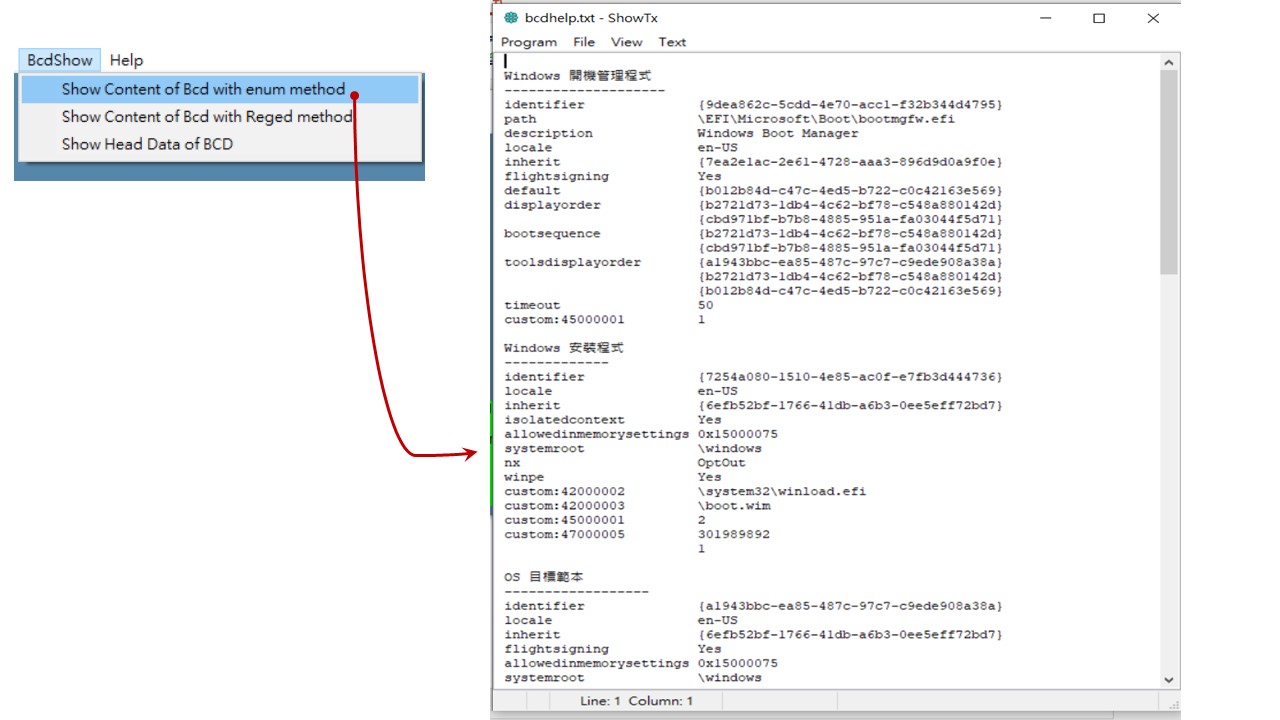 BcdShow Help
Show Content of Bcd with enum method
Show Content of Bcd with Reged method
Show Head Data of BCD
bcdhelp.txt - ShowTx
Program File View Text
Windows 開機管理程式
--------------------
identifier {9dea862c-5cdd-4e70-acc1-f32b344d4795}
path \EFI\Microsoft\Boot\bootmgfw.efi
description Windows Boot Manager
locale en-US
inherit {7ea2e1ac-2e61-4728-aaa3-896d9d0a9f0e}
flightsigning Yes
default {b012b84d-c47c-4ed5-b722-c0c42163e569}
displayorder {b2721d73-1db4-4c62-bf78-c548a880142d}
{cbd971bf-b7b8-4885-951a-fa03044f5d71}
bootsequence {b2721d73-1db4-4c62-bf78-c548a880142d}
{cbd971bf-b7b8-4885-951a-fa03044f5d71}
toolsdisplayorder {a1943bbc-ea85-487c-97c7-c9ede908a38a}
{b2721d73-1db4-4c62-bf78-c548a880142d}
{b012b84d-c47c-4ed5-b722-c0c42163e569}
timeout 50
custom:45000001 1
Windows 安裝程式
-------------
identifier {7254a080-1510-4e85-ac0f-e7fb3d444736}
locale en-US
inherit {6efb52bf-1766-41db-a6b3-0ee5eff72bd7}
isolatedcontext Yes
allowedinmemorysettings 0x15000075
systemroot \windows
nx OptOut
winpe Yes
custom:42000002 \system32\winload.efi
custom:42000003 \boot.wim
custom:45000001 2
custom:47000005 301989892
1
OS 目標範本
------------------
identifier {a1943bbc-ea85-487c-97c7-c9ede908a38a}
locale en-US
inherit {6efb52bf-1766-41db-a6b3-0ee5eff72bd7}
flightsigning Yes
allowedinmemorysettings 0x15000075
systemroot \windows
Line: 1 Column: 1